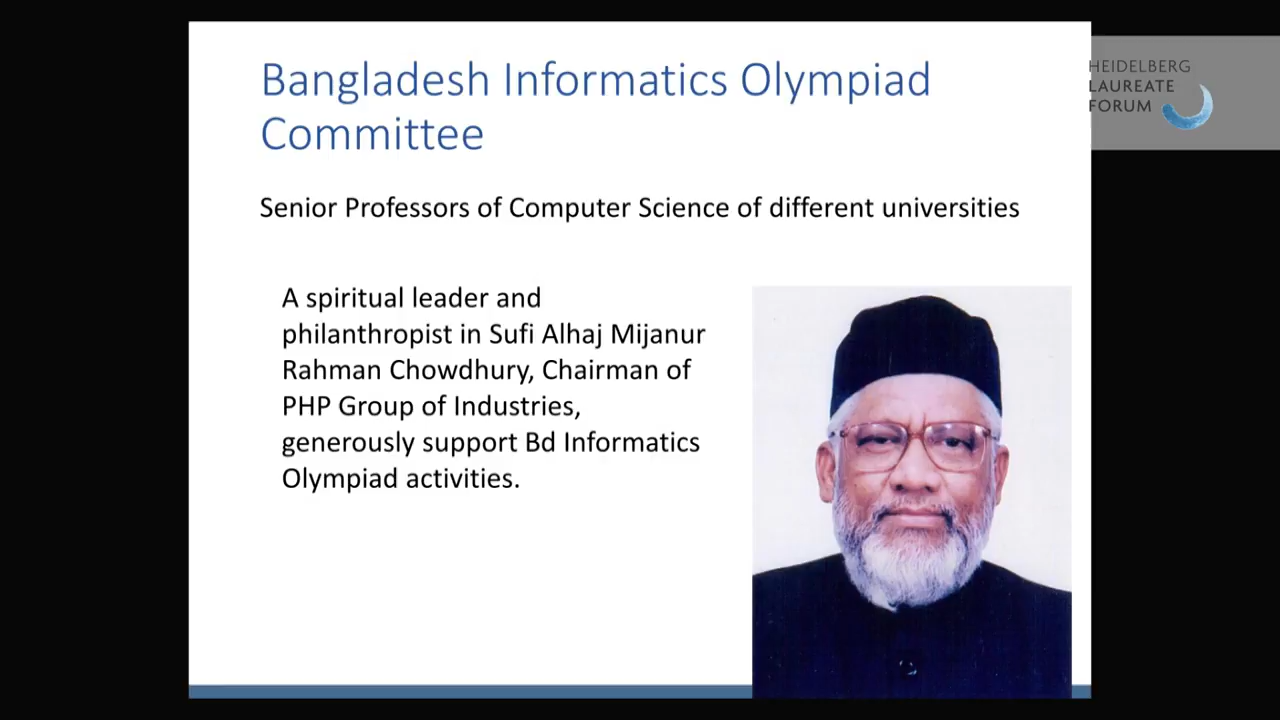 Bangladesh Informatics Olympiad
Committee
HEIDELBERG
LAUREATE
FORUM
Senior Professors of Computer Science of different universities
A spiritual leader and
philanthropist in Sufi Alhaj Mijanur
Rahman Chowdhury, Chairman of
PHP Group of Industries,
generously support Bd Informatics
Olympiad activities.